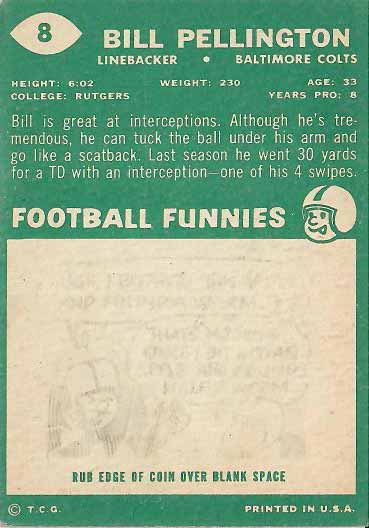 8
BILL PELLINGTON
LINEBACKER • BALTIMORE COLTS
HEIGHT: 6:02 WEIGHT: 230 AGE: 33
COLLEGE: RUTGERS YEARS PRO: 8
Bill is great at interceptions. Although he's tre-
mendous, he can tuck the ball under his arm and
go like a scatback. Last season he went 30 yards
for a TD with an interception—one of his 4 swipes.
FOOTBALL FUNNIES
RUB EDGE OF COIN OVER BLANK SPACE
© T.C.G. PRINTED IN U.S.A.